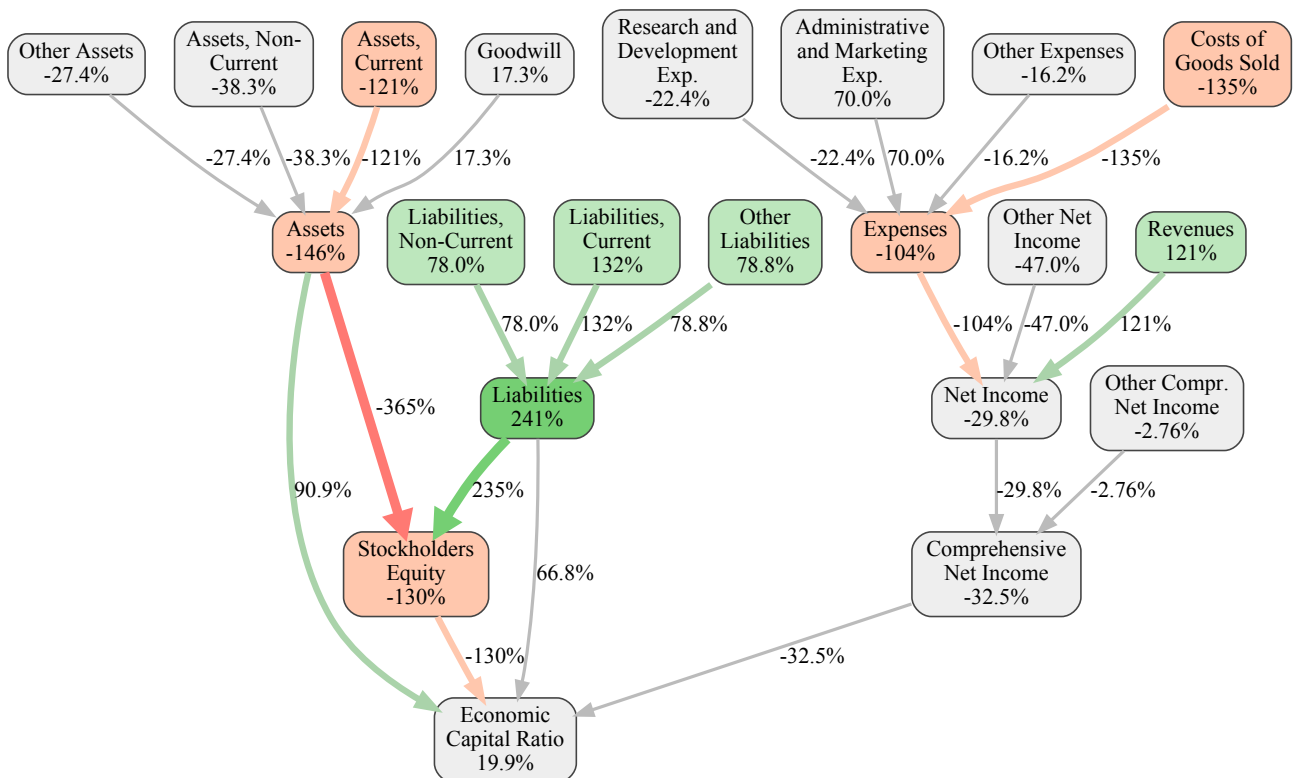 Other Assets
-27.4%
Assets, Non-
Current
-38.3%
Assets,
Current
-121%
Goodwill
17.3%
Research and
Development
Exp.
-22.4%
Administrative
and Marketing
Exp.
70.0%
Other Expenses
-16.2%
Costs of
Goods Sold
-135%
-27.4%
-38.3%
-121%
17.3%
-22.4%
70.0%
-16.2%
-135%
Assets
-146%
Liabilities,
Non-Current
78.0%
Liabilities,
Current
132%
Other
Liabilities
78.8%
Expenses
-104%
Other Net
Income
-47.0%
Revenues
121%
78.0%
132%
78.8%
-104%
-47.0%
121%
-365%
Liabilities
241%
Net Income
-29.8%
Other Compr.
Net Income
-2.76%
90.9%
235%
-29.8%
-2.76%
Stockholders
Equity
-130%
66.8%
Comprehensive
Net Income
-32.5%
-130%
-32.5%
Economic
Capital Ratio
19.9%